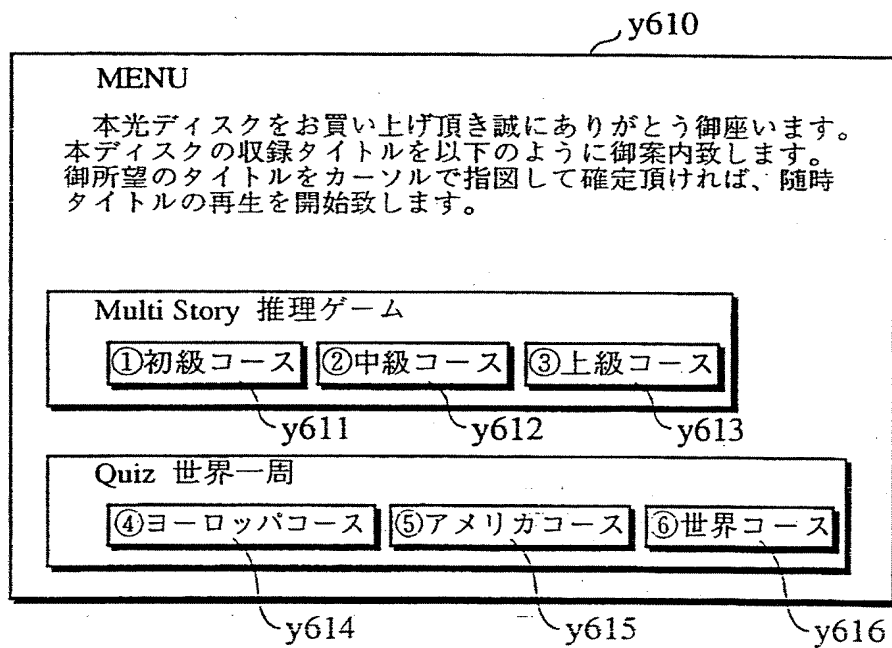 y610
MENU
本光ディスクをお買い上げ頂き誠にありがとう御座います。
本ディスクの収録タイトルを以下のように御案内致します。
御所望のタイトルをカーソルで指図して確定頂ければ、随時
タイトルの再生を開始致します。
Multi Story 推理ゲーム
①初級コース ②中級コース ③上級コース
y611 y612 y613
Quiz 世界一周
④ヨーロッパコース ⑤アメリカコース ⑥世界コース
y614 y615 y616